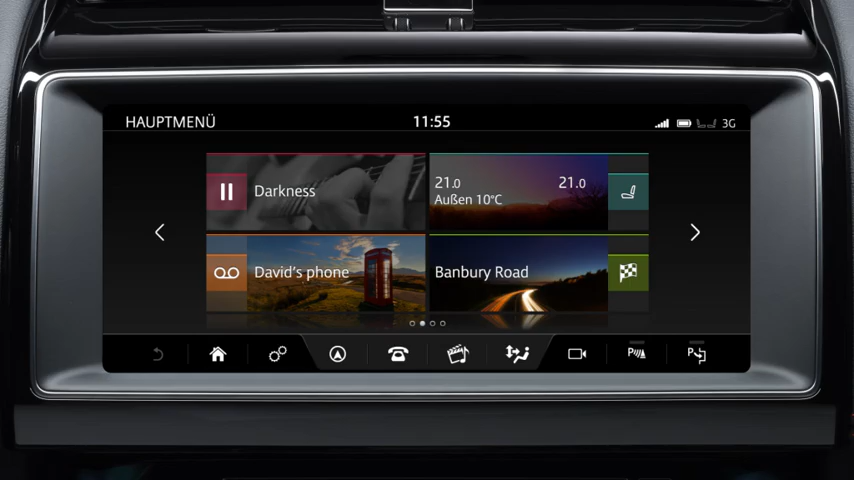 HAUPTMENÜ
11:55
3G
Darkness
21.0
21.0
Außen 10°C
David's phone
Banbury Road
P
P